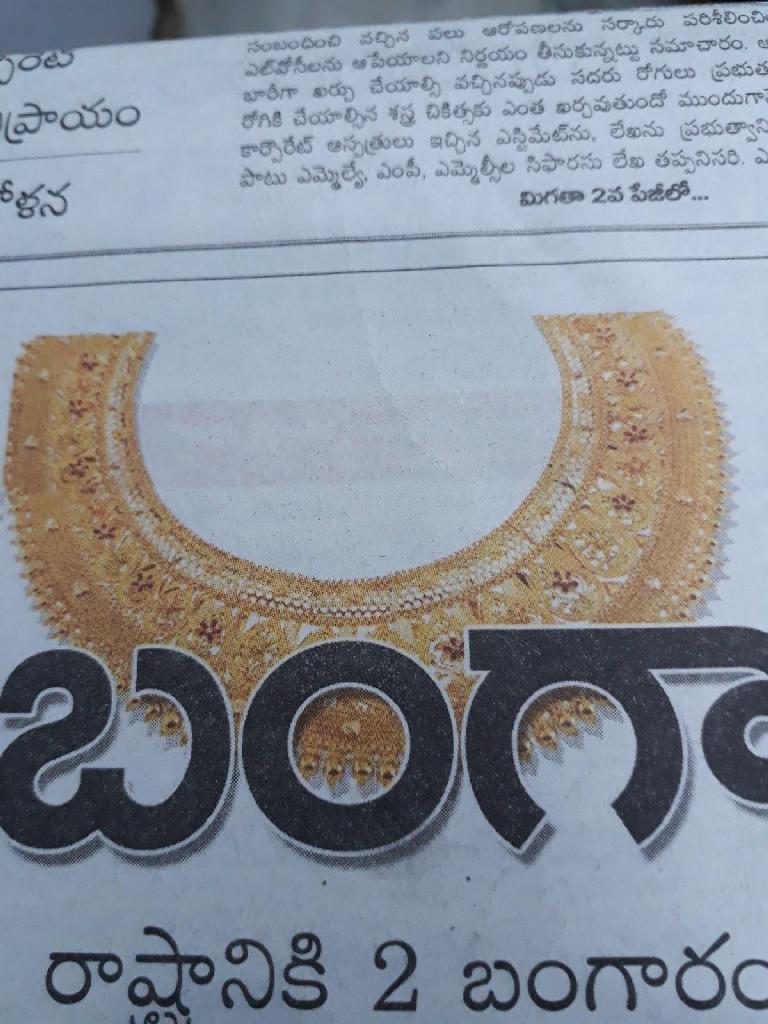 సంబంధించి వచ్చిన పలు ఆరోపణలను సర్కారు పరిశీలించి
ఎల్‌వోసీలను ఆపేయాలని నిర్ణయం తీసుకున్నట్టు సమాచారం.
భారీగా ఖర్చు చేయాల్సి వచ్చినప్పుడు సదరు రోగులు ప్రభుత
రోగికి చేయాల్సిన శస్త్ర చికిత్సకు ఎంత ఖర్చవుతుందో ముందుగా
కార్పొరేట్ ఆస్పత్రులు ఇచ్చిన ఎస్టిమేట్‌ను, లేఖను ప్రభుత్వాని
పాటు ఎమ్మెల్యే, ఎంపీ, ఎమ్మెల్సీల సిఫారసు లేఖ తప్పనిసరి.
మిగతా 2వ పేజీలో...
ప్రాయం
ళన
బంగా
రాష్ట్రానికి 2 బంగారం